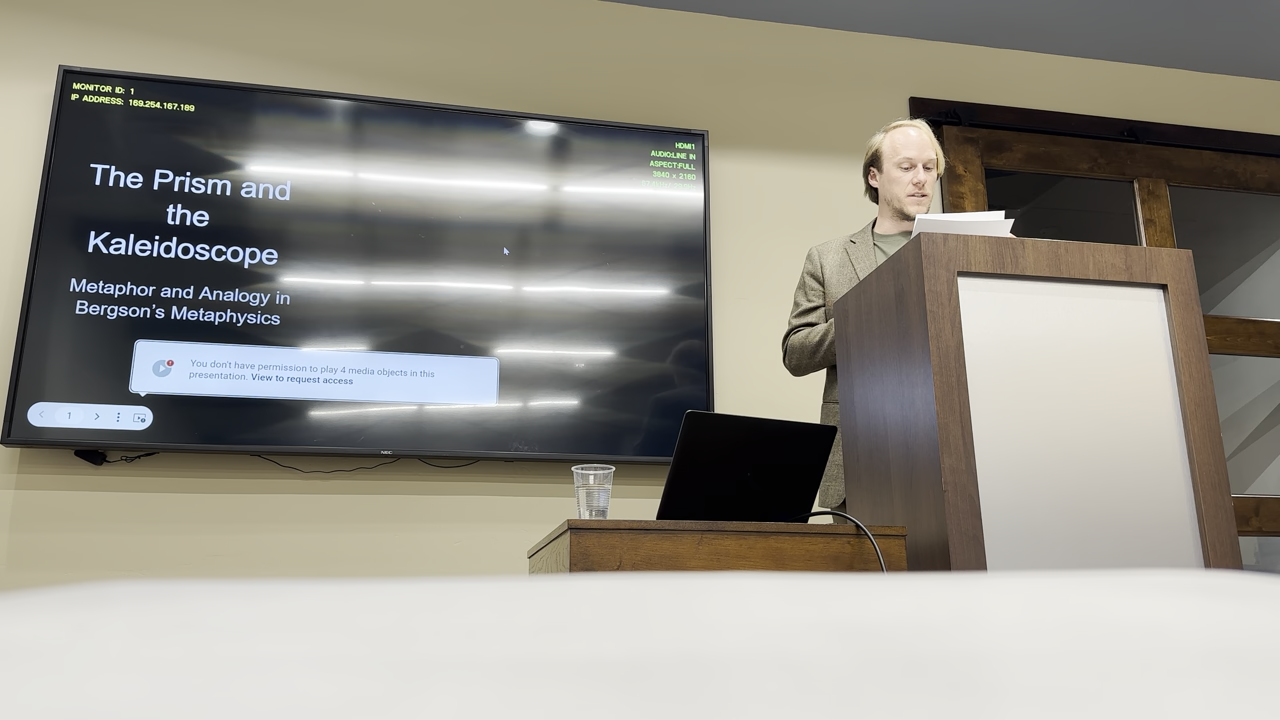 MONITOR ID: 1
IP ADDRESS: 169.254.167.189
HDMI1
AUDIO:LINE IN
ASPECT:FULL
3840 x 2160
The Prism and
the
Kaleidoscope
Metaphor and Analogy in
Bergson's Metaphysics
You don't have permission to play 4 media objects in this
presentation. View to request access
1
NEC